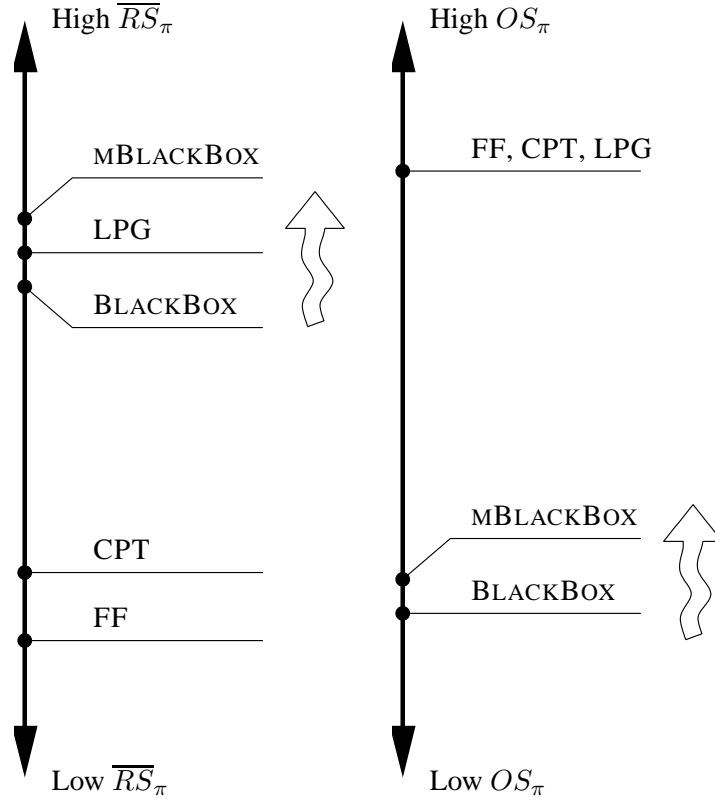 High $\overline{RS}_\pi$
MBLACKBOX
LPG
BLACKBOX
CPT
FF
Low $\overline{RS}_\pi$
High $OS_\pi$
FF, CPT, LPG
MBLACKBOX
BLACKBOX
Low $OS_\pi$